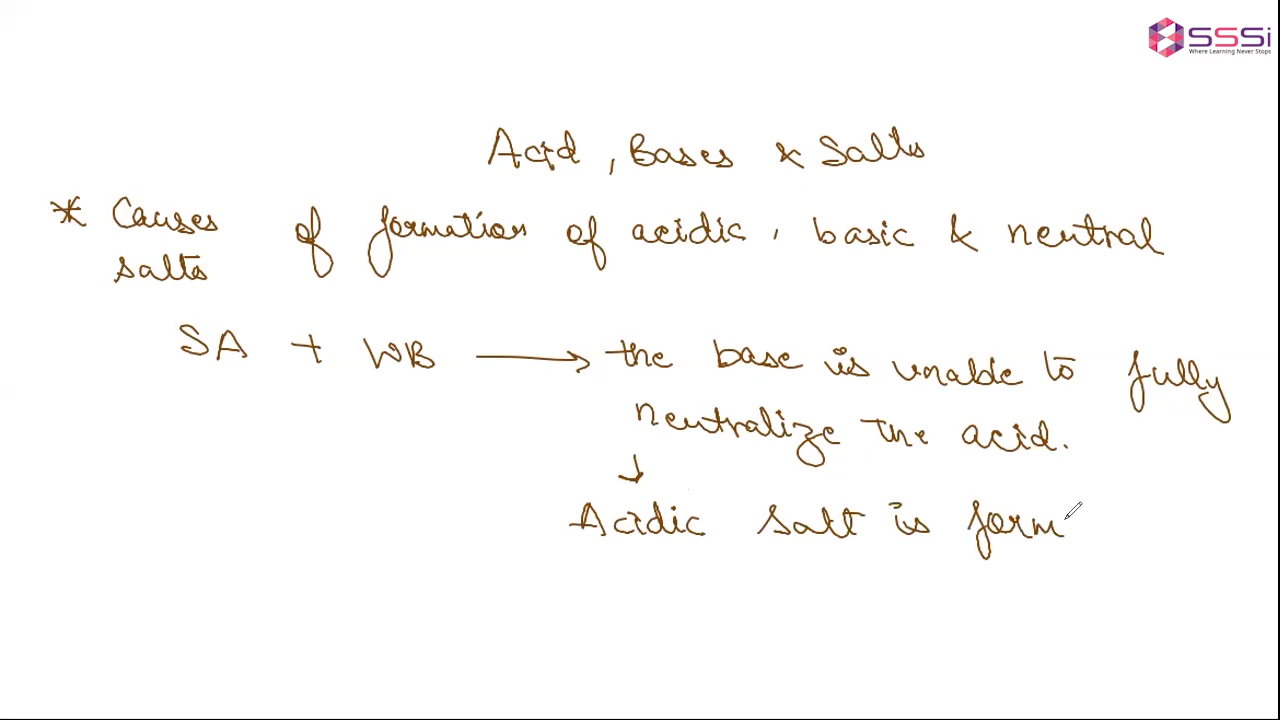 SSSi
Where Learning Never Stops
Acid, Bases & Salts
* Causes of formation of acidic, basic & neutral
salts
SA + WB → the base is unable to fully
neutralize the acid.
↓
Acidic salt is form